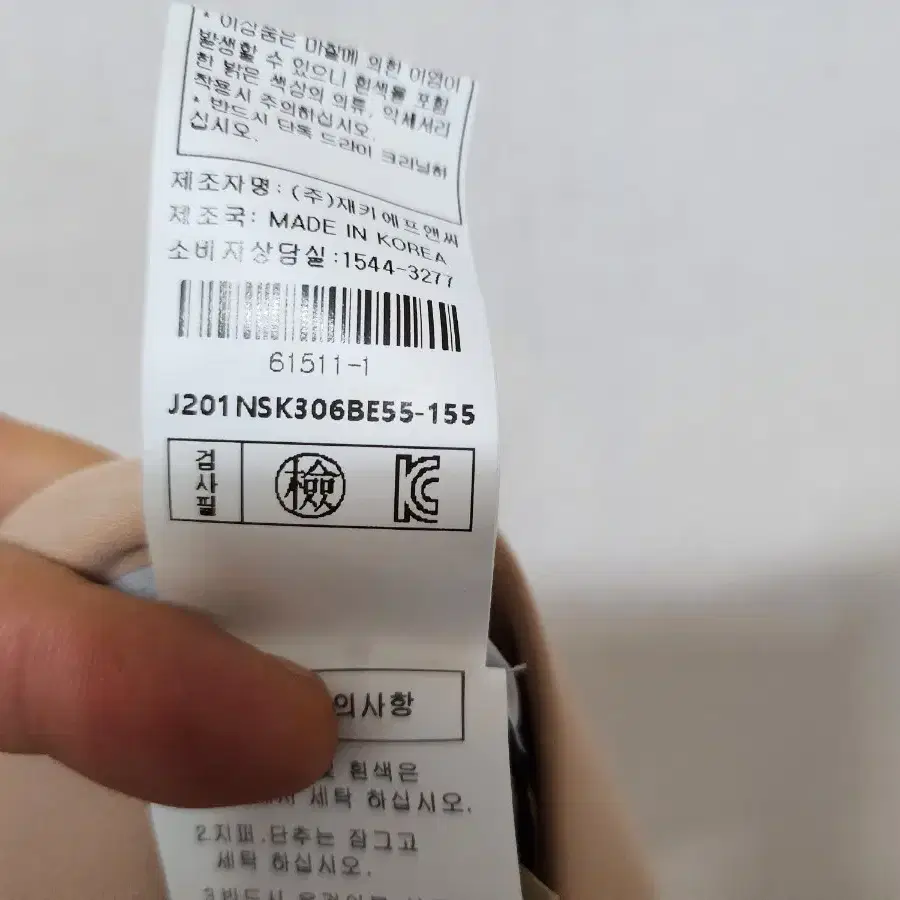 * 이상품은 마찰에 의한 이염이
발생할 수 있으니 흰색을 포함
한 밝은 색상의 의류, 악세서리
착용시 주의하십시오.
* 반드시 단독 드라이 크리닝하
십시오.
제조자명: (주)재키에프앤씨
제조국: MADE IN KOREA
소비자상담실:1544-3277
61511-1
J201NSK306BE55-155
검사필
檢
KC
의사항
흰색은
세탁 하십시오.
2.지퍼.단추는 잠그고
세탁 하십시오.
3.반드시